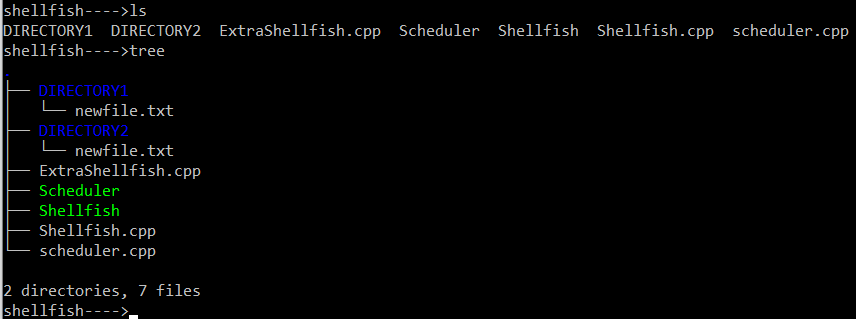 shellfish---->ls
DIRECTORY1  DIRECTORY2  ExtraShellfish.cpp  Scheduler  Shellfish  Shellfish.cpp  scheduler.cpp
shellfish---->tree
.
├── DIRECTORY1
│   └── newfile.txt
├── DIRECTORY2
│   └── newfile.txt
├── ExtraShellfish.cpp
├── Scheduler
├── Shellfish
├── Shellfish.cpp
└── scheduler.cpp

2 directories, 7 files
shellfish---->